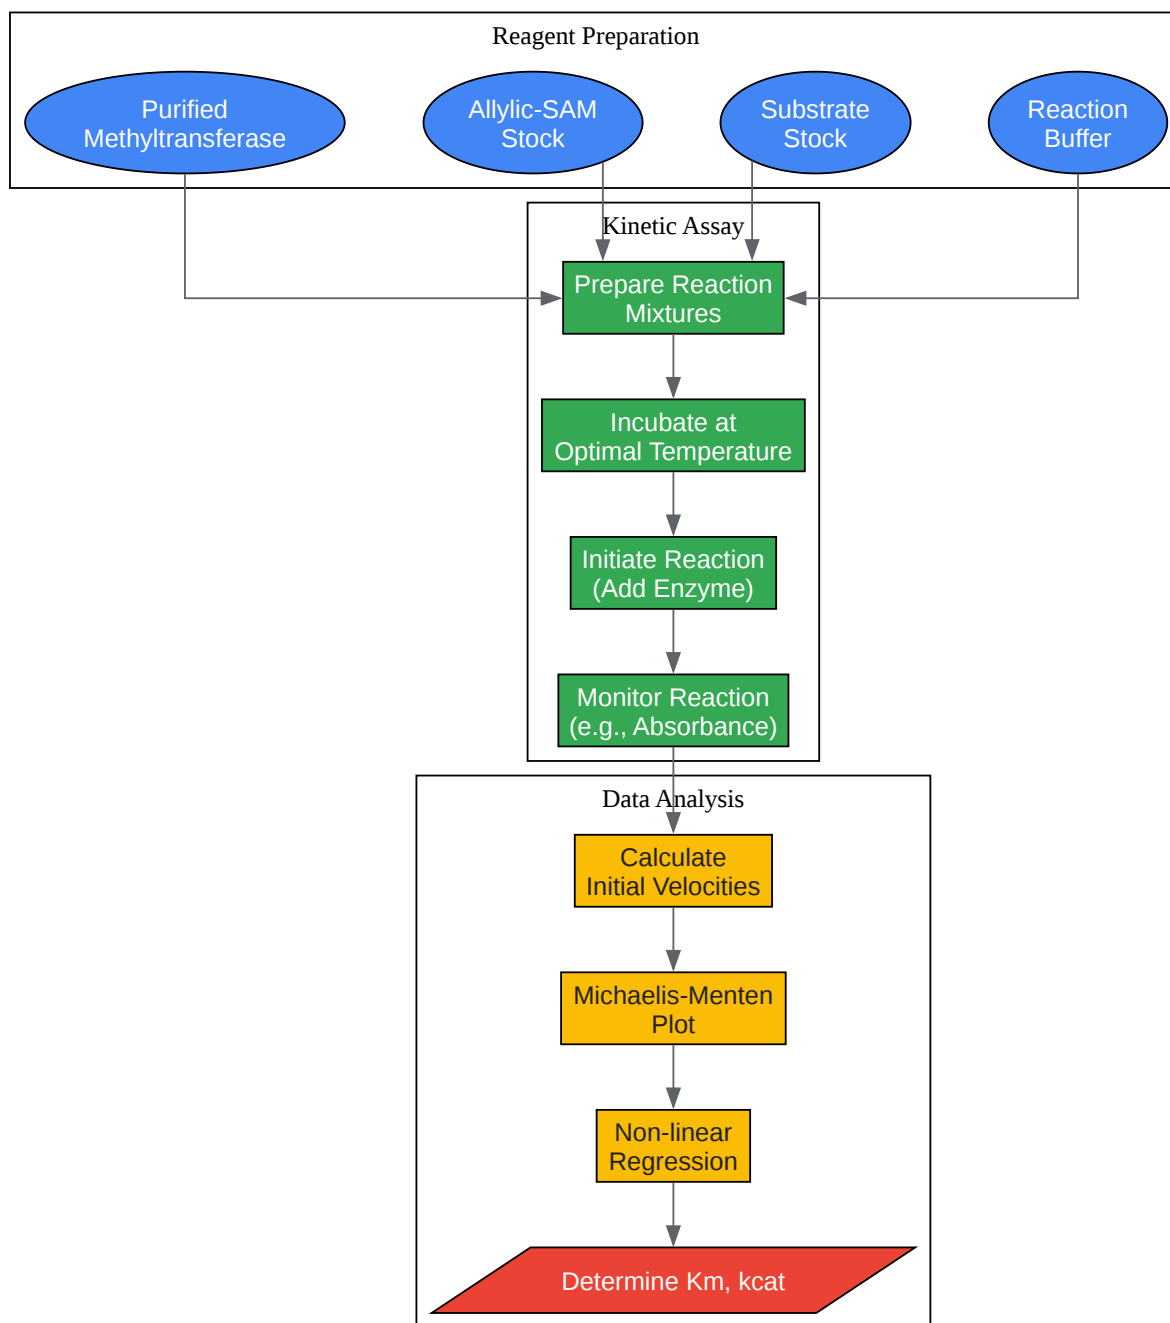 Reagent Preparation
Purified
Methyltransferase
Allylic-SAM
Stock
Substrate
Stock
Reaction
Buffer
Kinetic Assay
Prepare Reaction
Mixtures
Incubate at
Optimal Temperature
Initiate Reaction
(Add Enzyme)
Monitor Reaction
(e.g., Absorbance)
Data Analysis
Calculate
Initial Velocities
Michaelis-Menten
Plot
Non-linear
Regression
Determine Km, kcat